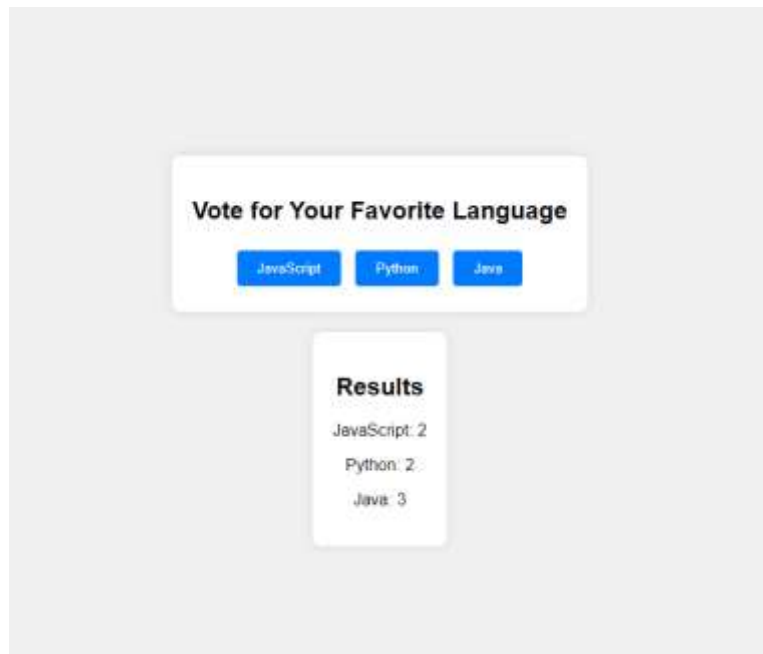 Vote for Your Favorite Language
JavaScript Python Java
Results
JavaScript: 2
Python: 2
Java: 3